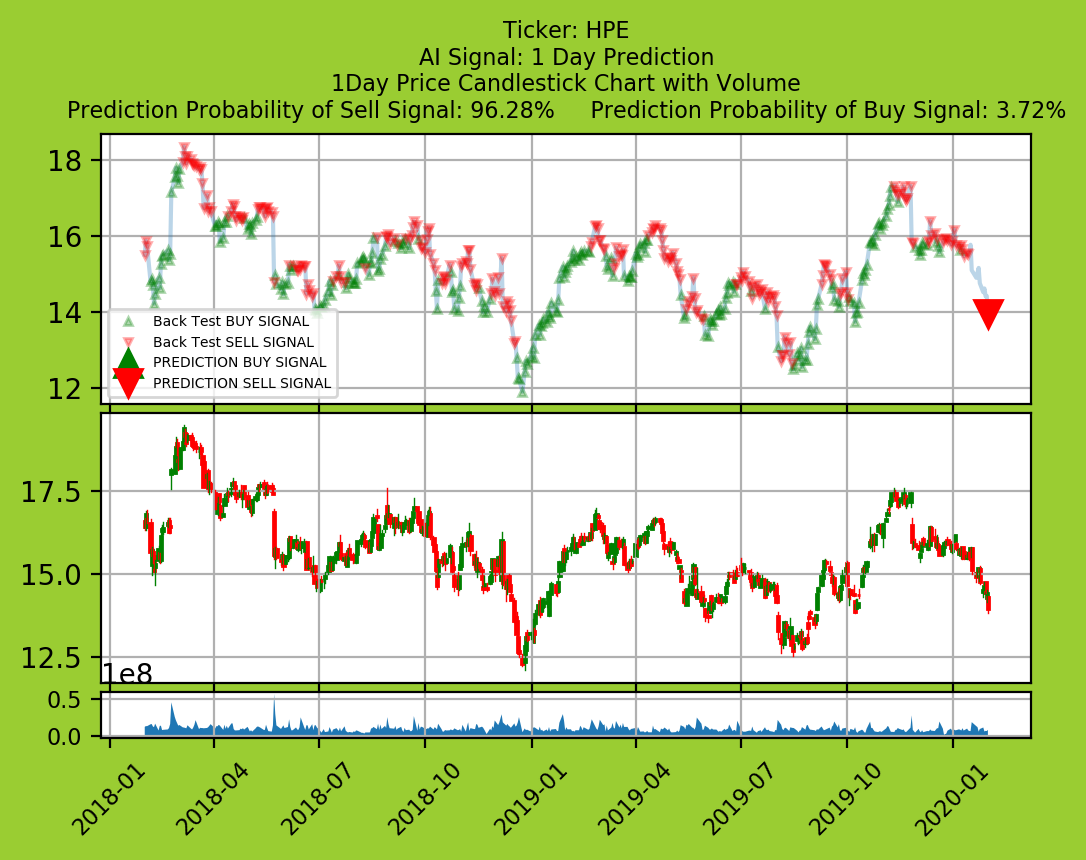 Ticker: HPE
AI Signal: 1 Day Prediction
1Day Price Candlestick Chart with Volume
Prediction Probability of Sell Signal: 96.28%     Prediction Probability of Buy Signal: 3.72%
18
16
14
12
Back Test BUY SIGNAL
Back Test SELL SIGNAL
PREDICTION BUY SIGNAL
PREDICTION SELL SIGNAL
17.5
15.0
12.5
1e8
0.5
0.0
2018-01
2018-04
2018-07
2018-10
2019-01
2019-04
2019-07
2019-10
2020-01